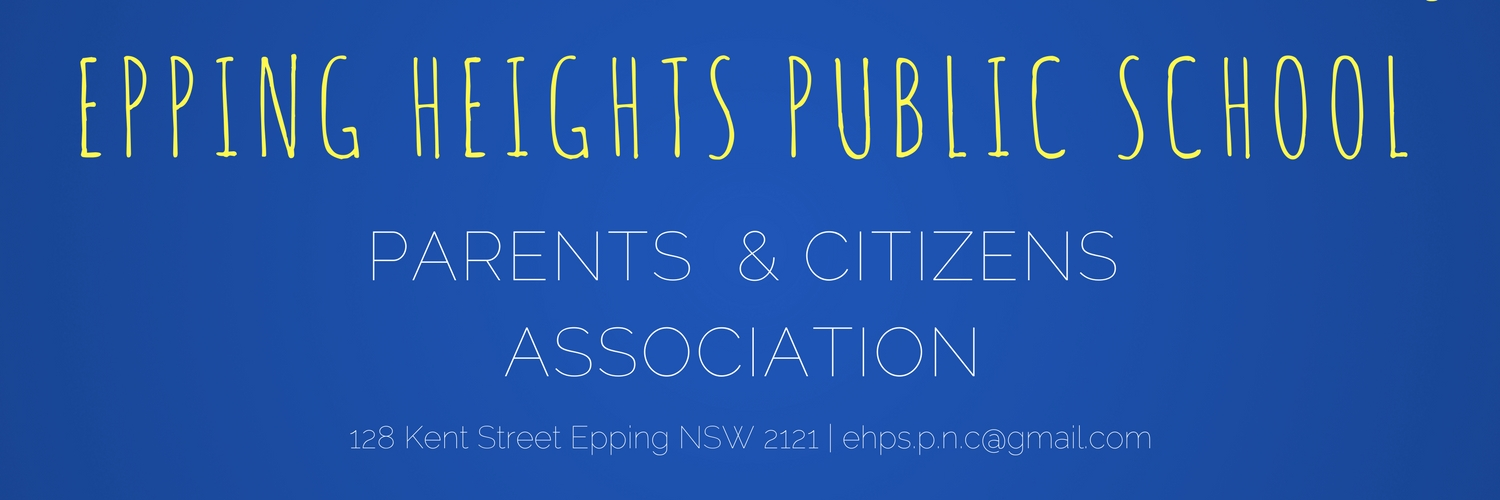 EPPING HEIGHTS PUBLIC SCHOOL
PARENTS & CITIZENS
ASSOCIATION
128 Kent Street Epping NSW 2121 | ehps.p.n.c@gmail.com